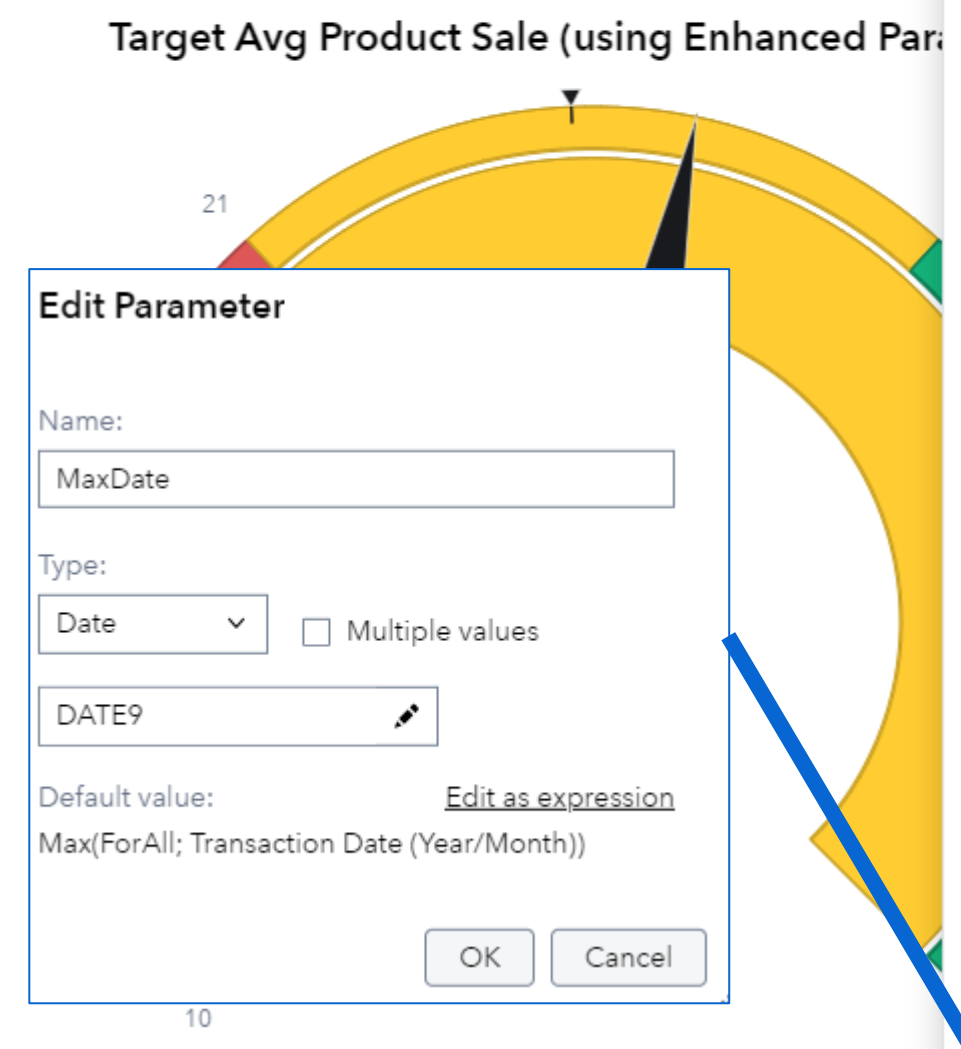 Target Avg Product Sale (using Enhanced
21
Edit Parameter
Name:
MaxDate
Type:
Date
Multiple values
DATE9
Default value:
Edit as expression
Max(ForAll; Transaction Date (Year/Month))
OK
Cancel
10